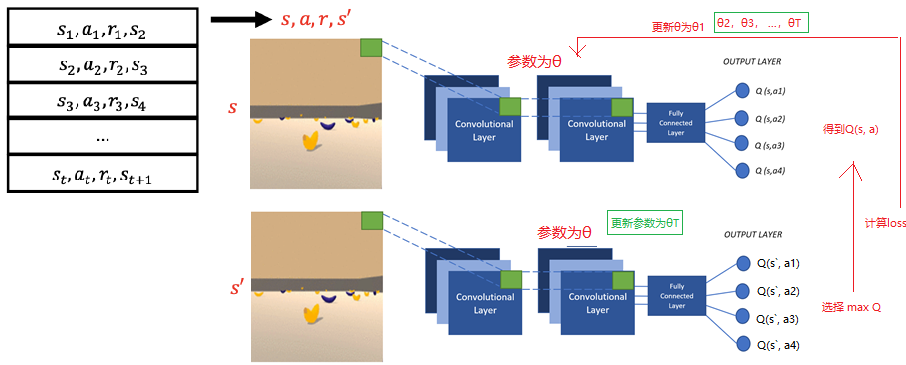 s1, a1, r1, s2
s2, a2, r2, s3
s3, a3, r3, s4
...
st, at, rt, st+1
s, a, r, s′
更新θ为θ1
θ2, θ3, ..., θT
参数为θ
OUTPUT LAYER
s
Convolutional
Layer
Convolutional
Layer
Fully
Connected
Layer
Q (s,a1)
Q (s,a2)
Q (s,a3)
Q (s,a4)
得到Q(s, a)
计算loss
参数为θ
更新参数为θT
OUTPUT LAYER
s′
Convolutional
Layer
Convolutional
Layer
Fully
Connected
Layer
Q(s`, a1)
Q(s`, a2)
Q(s`, a3)
Q(s`, a4)
选择 max Q